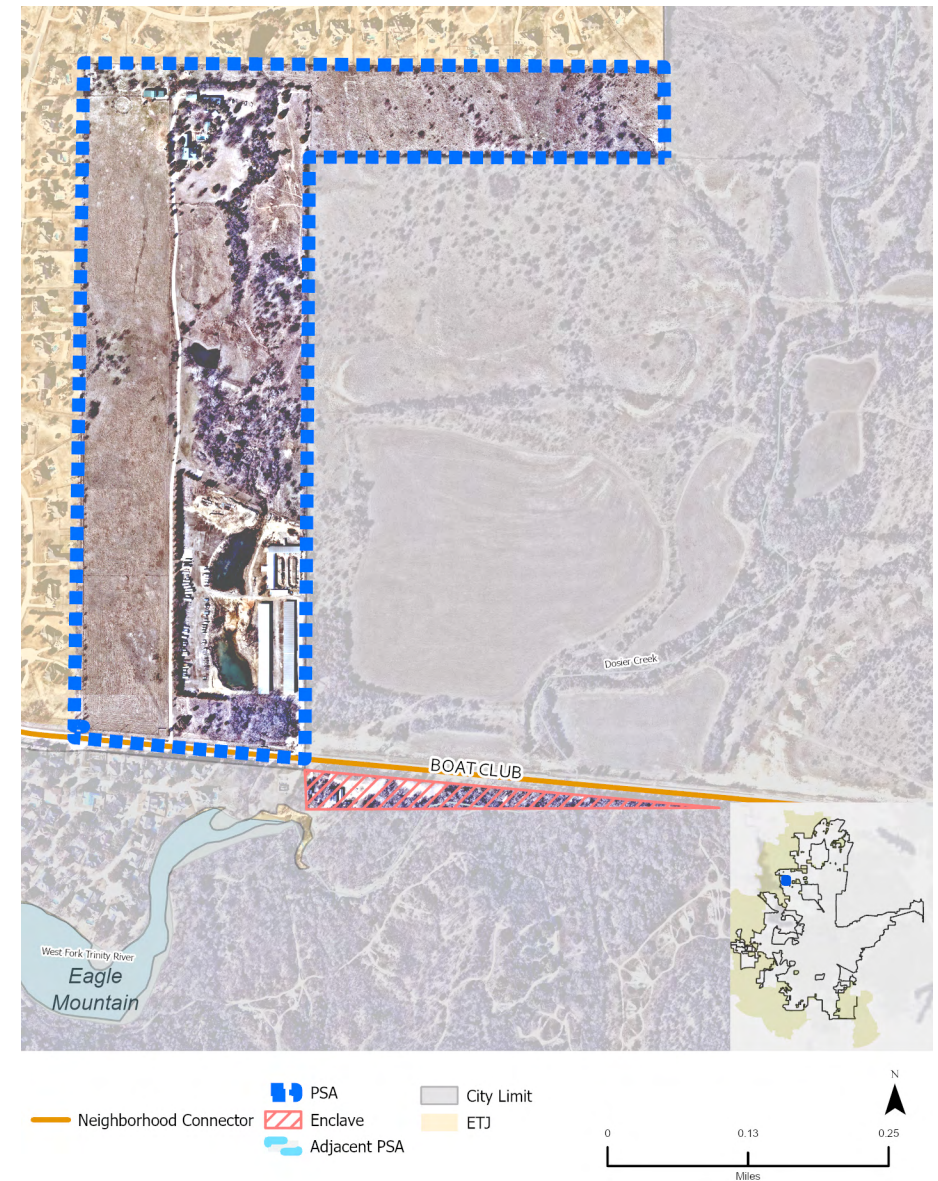 Dosier Creek
BOAT CLUB
West Fork Trinity River
Eagle
Mountain
Neighborhood Connector
PSA
Enclave
Adjacent PSA
City Limit
ETJ
N
0 0.13 0.25
Miles